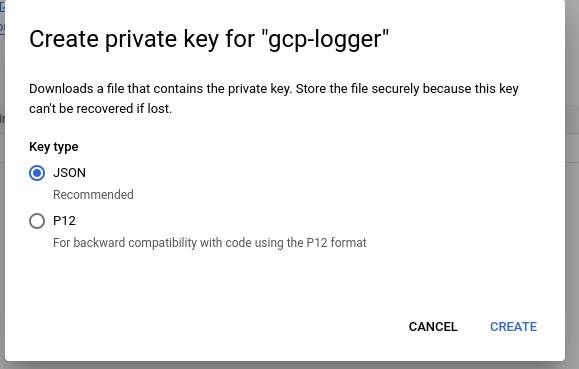 Create private key for "gcp-logger"
Downloads a file that contains the private key. Store the file securely because this key
can't be recovered if lost.
Key type
JSON
Recommended
P12
For backward compatibility with code using the P12 format
CANCEL CREATE